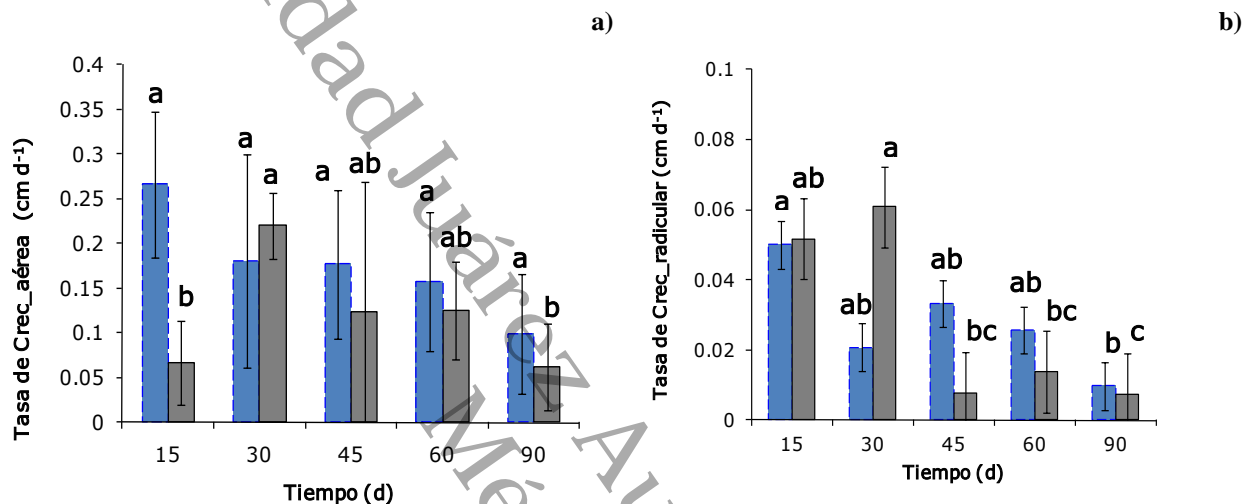 a)
Tasa de Crec_aérea (cm d-1)
0.4
0.35
0.3
0.25
0.2
0.15
0.1
0.05
0
a
b
a
a
a
ab
a
ab
a
b
15 30 45 60 90
Tiempo (d)
b)
Tasa de Crec_radicular (cm d-1)
0.1
0.08
0.06
0.04
0.02
0
a
ab
ab
a
ab
bc
ab
bc
b
c
15 30 45 60 90
Tiempo (d)
Juárez